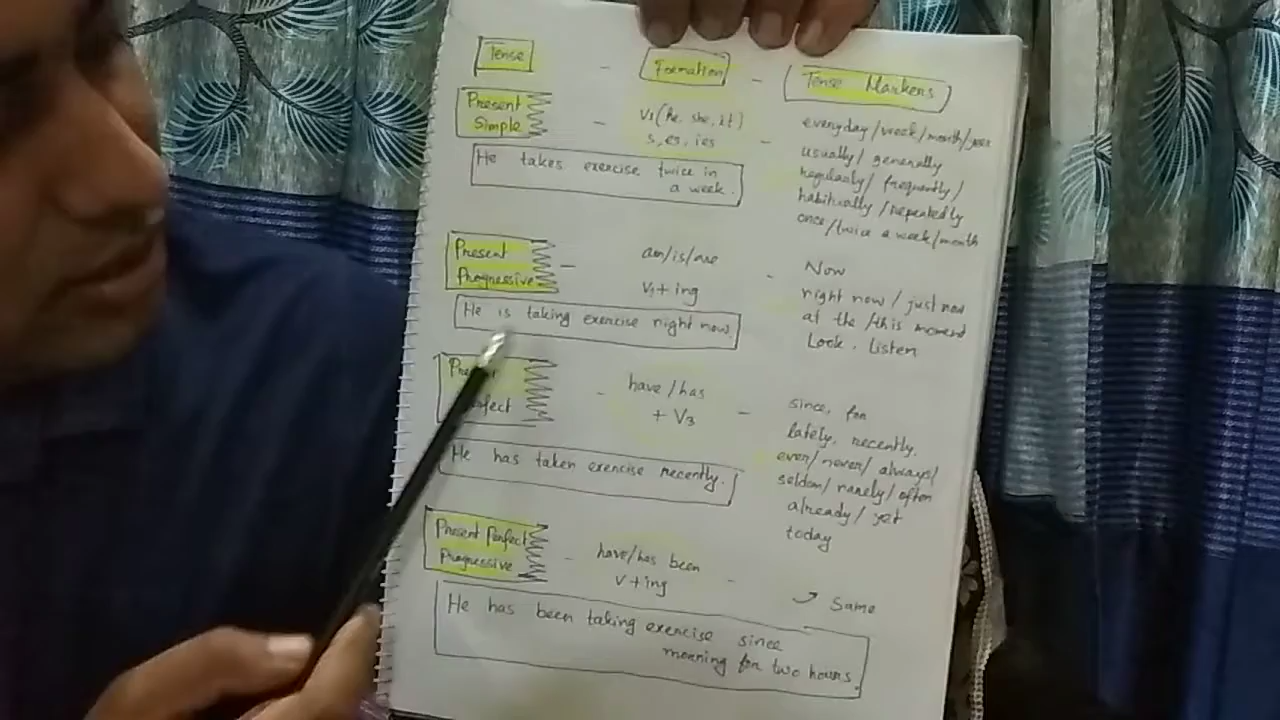 Tense - Formation - Tense Markers
Present Simple - V1 (he, she, it) s, es, ies -
everyday/week/month/year
usually/ generally
regularly/ frequently/
habitually/repeatedly
once/twice a week/month
He takes exercise twice in
a week.
Present
Progressive - am/is/are
V1+ ing -
Now
right now / just now
at the /this moment
Look, Listen
He is taking exercise right now.
- have / has
+ V3 -
since, for
lately, recently,
ever/never/always/
seldom/rarely/often
already/ yet
today
He has taken exercise recently.
Present Perfect
Progressive - have/has been
V+ing -
Same
He has been taking exercise since
morning for two hours.